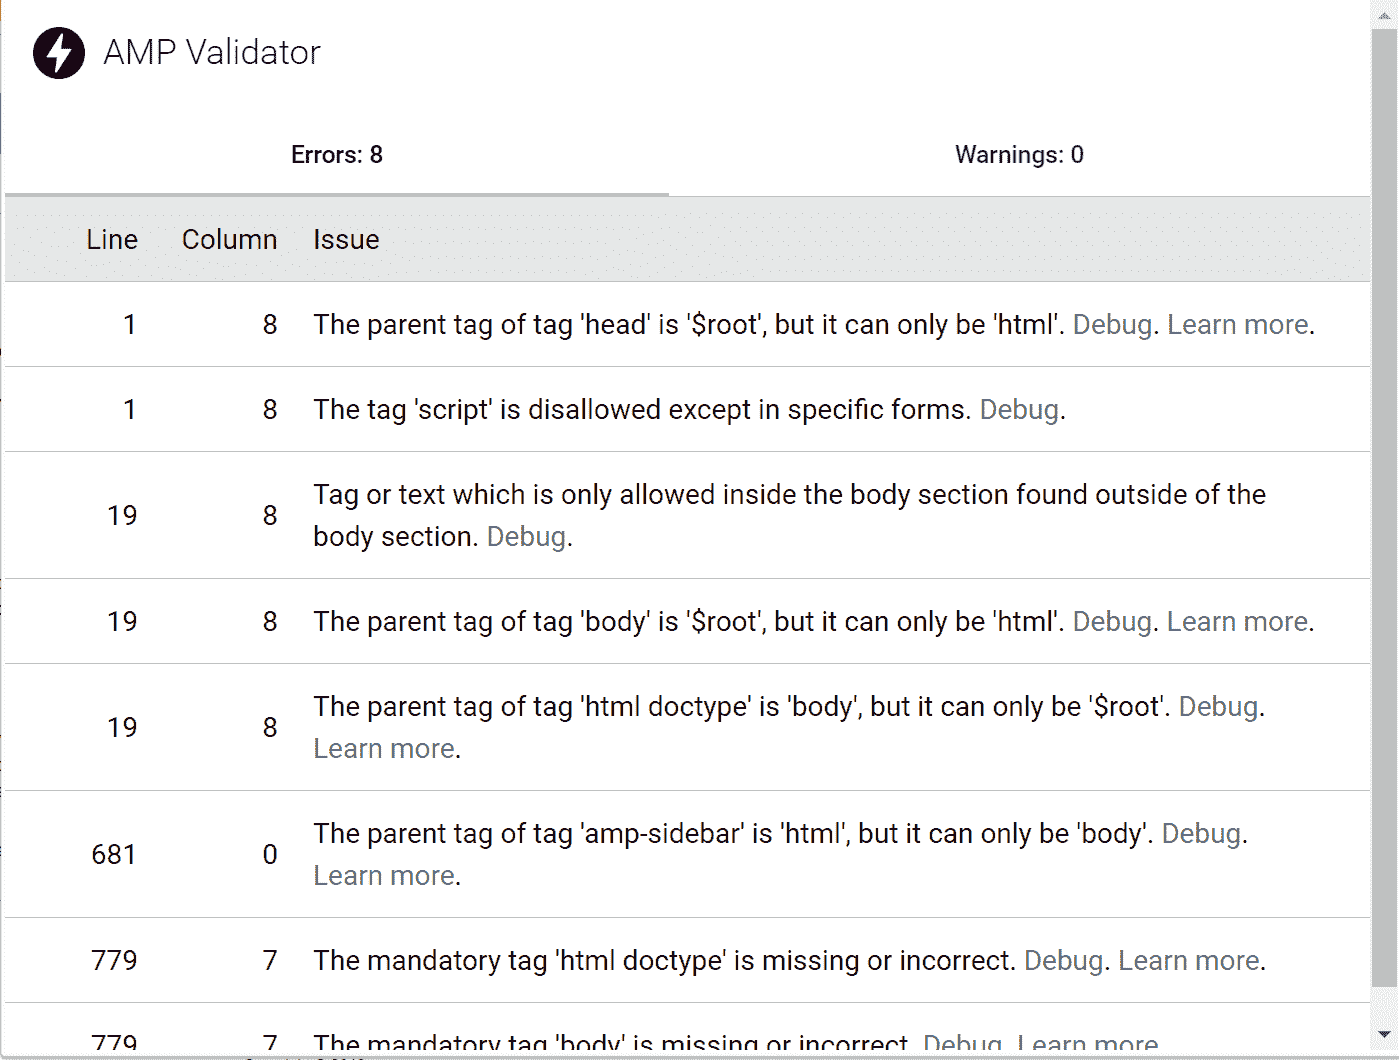 AMP Validator
Errors: 8
Warnings: 0
Line Column Issue
1 8 The parent tag of tag 'head' is '$root', but it can only be 'html'. Debug. Learn more.
1 8 The tag 'script' is disallowed except in specific forms. Debug.
19 8 Tag or text which is only allowed inside the body section found outside of the
body section. Debug.
19 8 The parent tag of tag 'body' is '$root', but it can only be 'html'. Debug. Learn more.
19 8 The parent tag of tag 'html doctype' is 'body', but it can only be '$root'. Debug.
Learn more.
681 0 The parent tag of tag 'amp-sidebar' is 'html', but it can only be 'body'. Debug.
Learn more.
779 7 The mandatory tag 'html doctype' is missing or incorrect. Debug. Learn more.
779 7 The mandatory tag 'body' is missing or incorrect. Debug. Learn more.